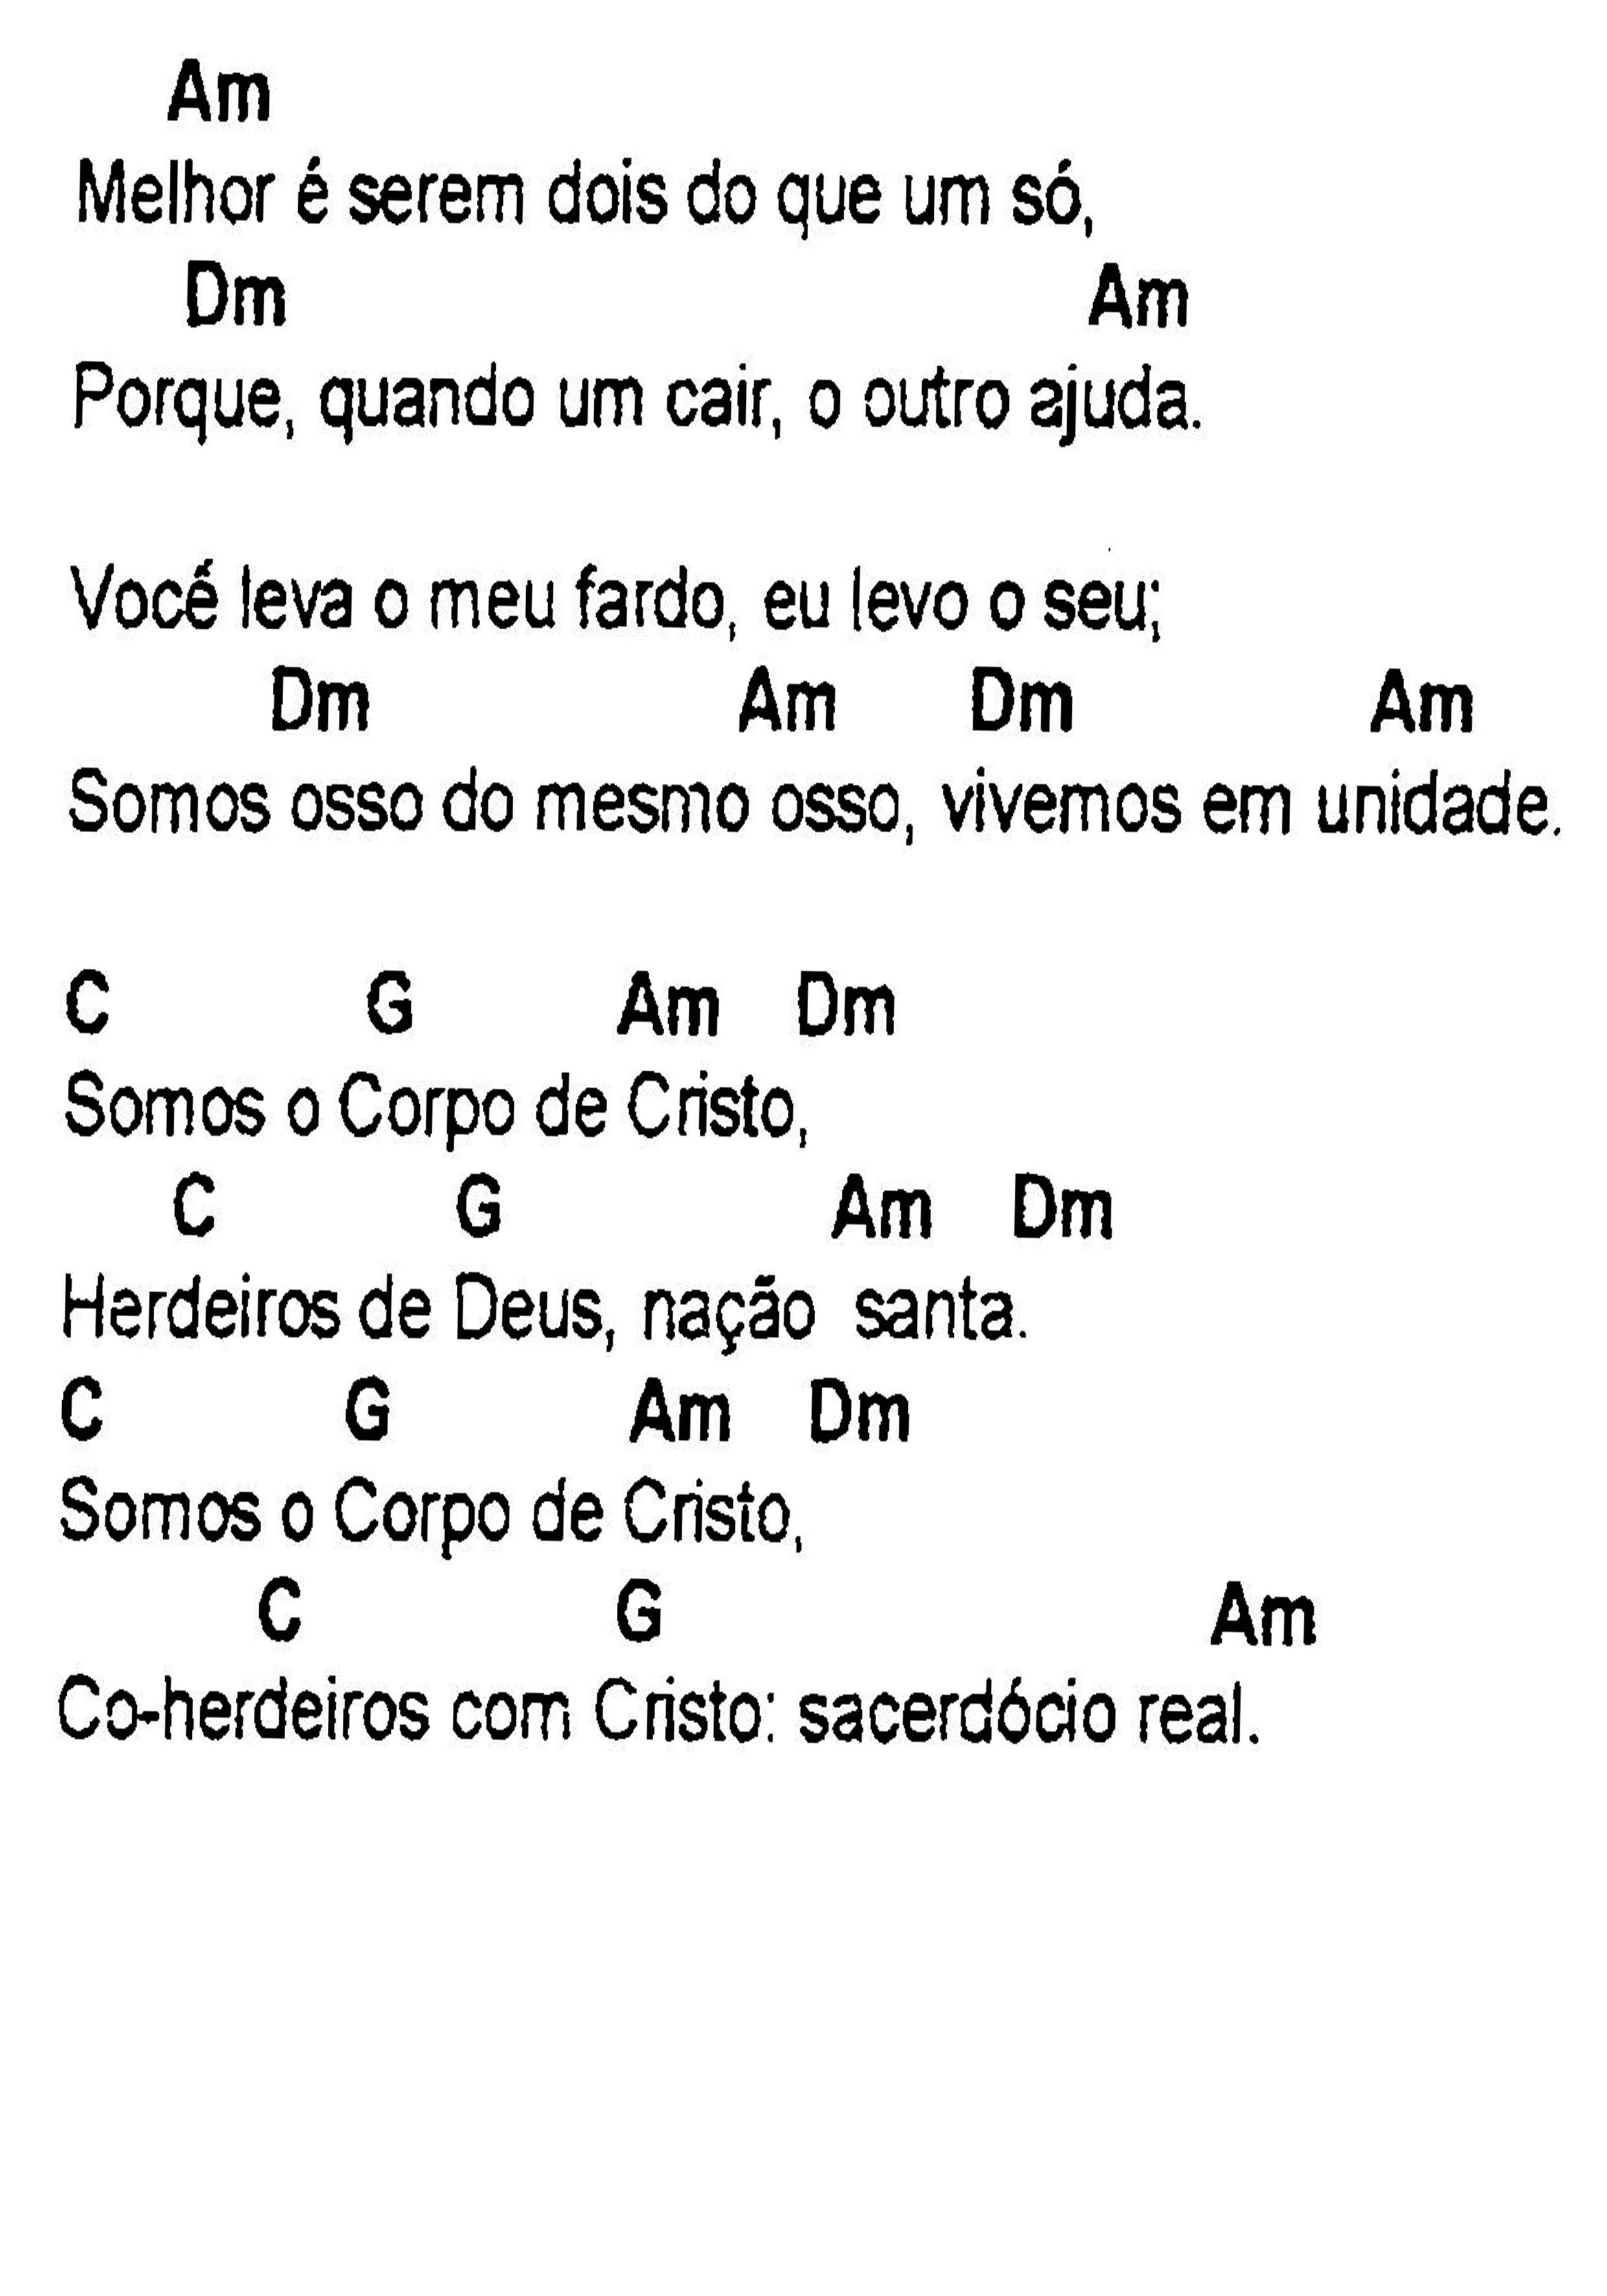 Am
Melhor é serem dois do que um só,
Dm Am
Porque, quando um cair, o outro ajuda.
Você leva o meu fardo, eu levo o seu;
Dm Am Dm Am
Somos osso do mesmo osso, vivemos em unidade.
C G Am Dm
Somos o Corpo de Cristo,
C G Am Dm
Herdeiros de Deus, nação santa.
C G Am Dm
Somos o Corpo de Cristo,
C G Am
Co-herdeiros com Cristo: sacerdócio real.